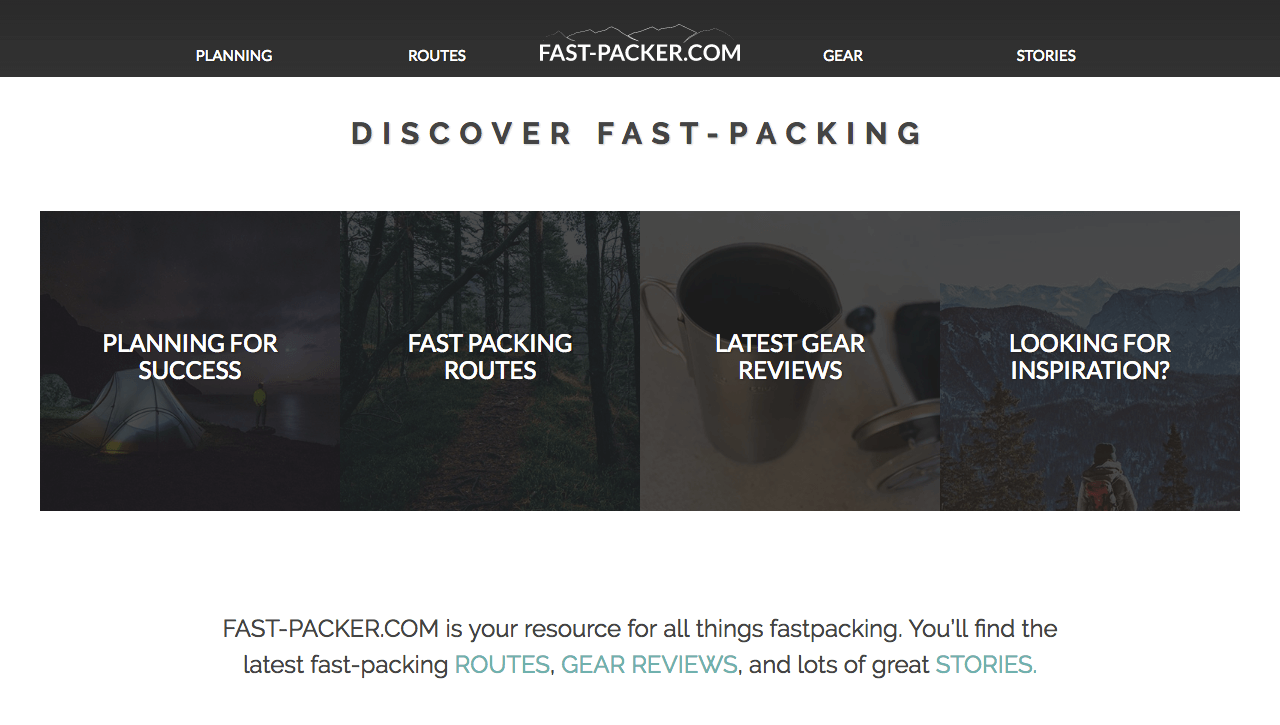 PLANNING ROUTES FAST-PACKER.COM GEAR STORIES
DISCOVER FAST-PACKING
PLANNING FOR
SUCCESS
FAST PACKING
ROUTES
LATEST GEAR
REVIEWS
LOOKING FOR
INSPIRATION?
FAST-PACKER.COM is your resource for all things fastpacking. You'll find the
latest fast-packing ROUTES, GEAR REVIEWS, and lots of great STORIES.